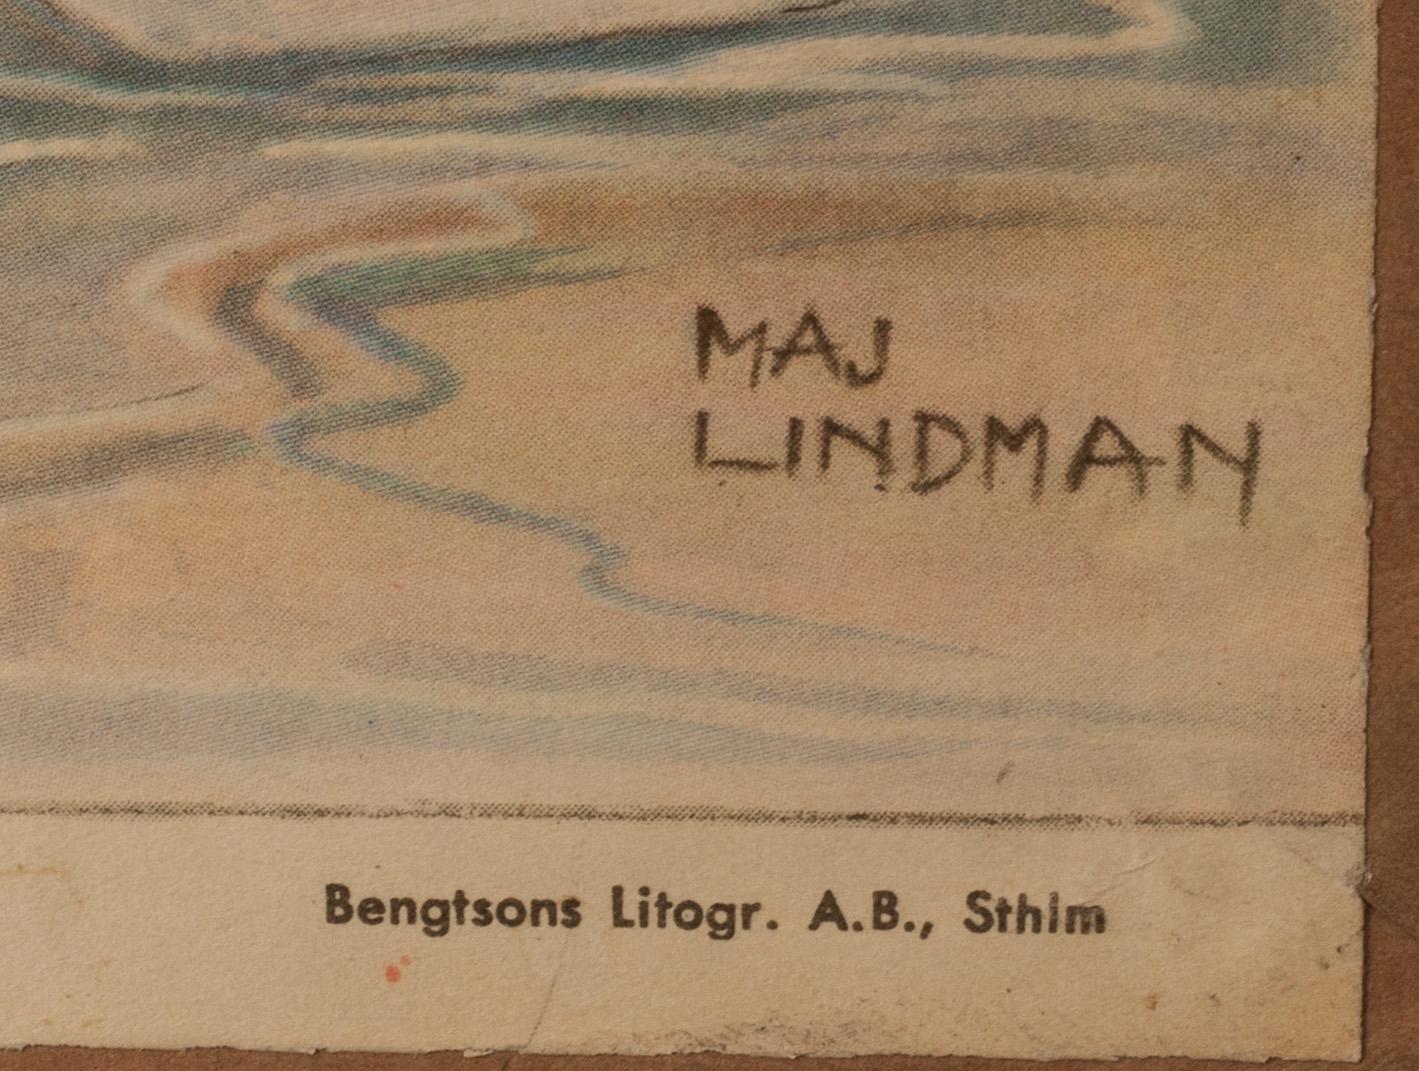 MAJ
LINDMAN
Bengtsons Litogr. A.B., Sthlm